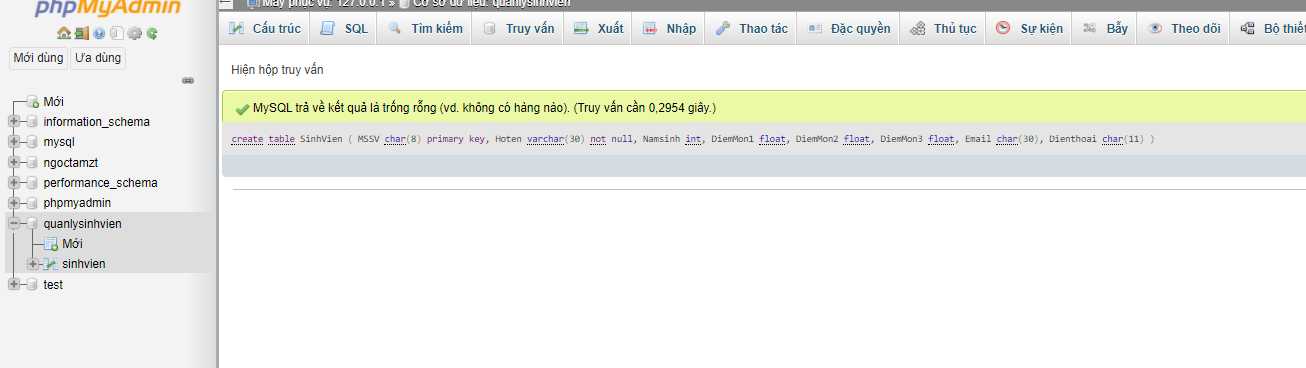 phpMyAdmin
Máy phục vụ: 127.0.0.1 » Cơ sở dữ liệu: quanlysinhvien
Cấu trúc SQL Tìm kiếm Truy vấn Xuất Nhập Thao tác Đặc quyền Thủ tục Sự kiện Bẫy Theo dõi Bộ thiết
Mới dùng Ưa dùng
Mới
information_schema
mysql
ngoctamzt
performance_schema
phpmyadmin
quanlysinhvien
Mới
sinhvien
test
Hiện hộp truy vấn
MySQL trả về kết quả là trống rỗng (vd. không có hàng nào). (Truy vấn cần 0,2954 giây.)
create table SinhVien ( MSSV char(8) primary key, Hoten varchar(30) not null, Namsinh int, DiemMon1 float, DiemMon2 float, DiemMon3 float, Email char(30), Dienthoai char(11) )